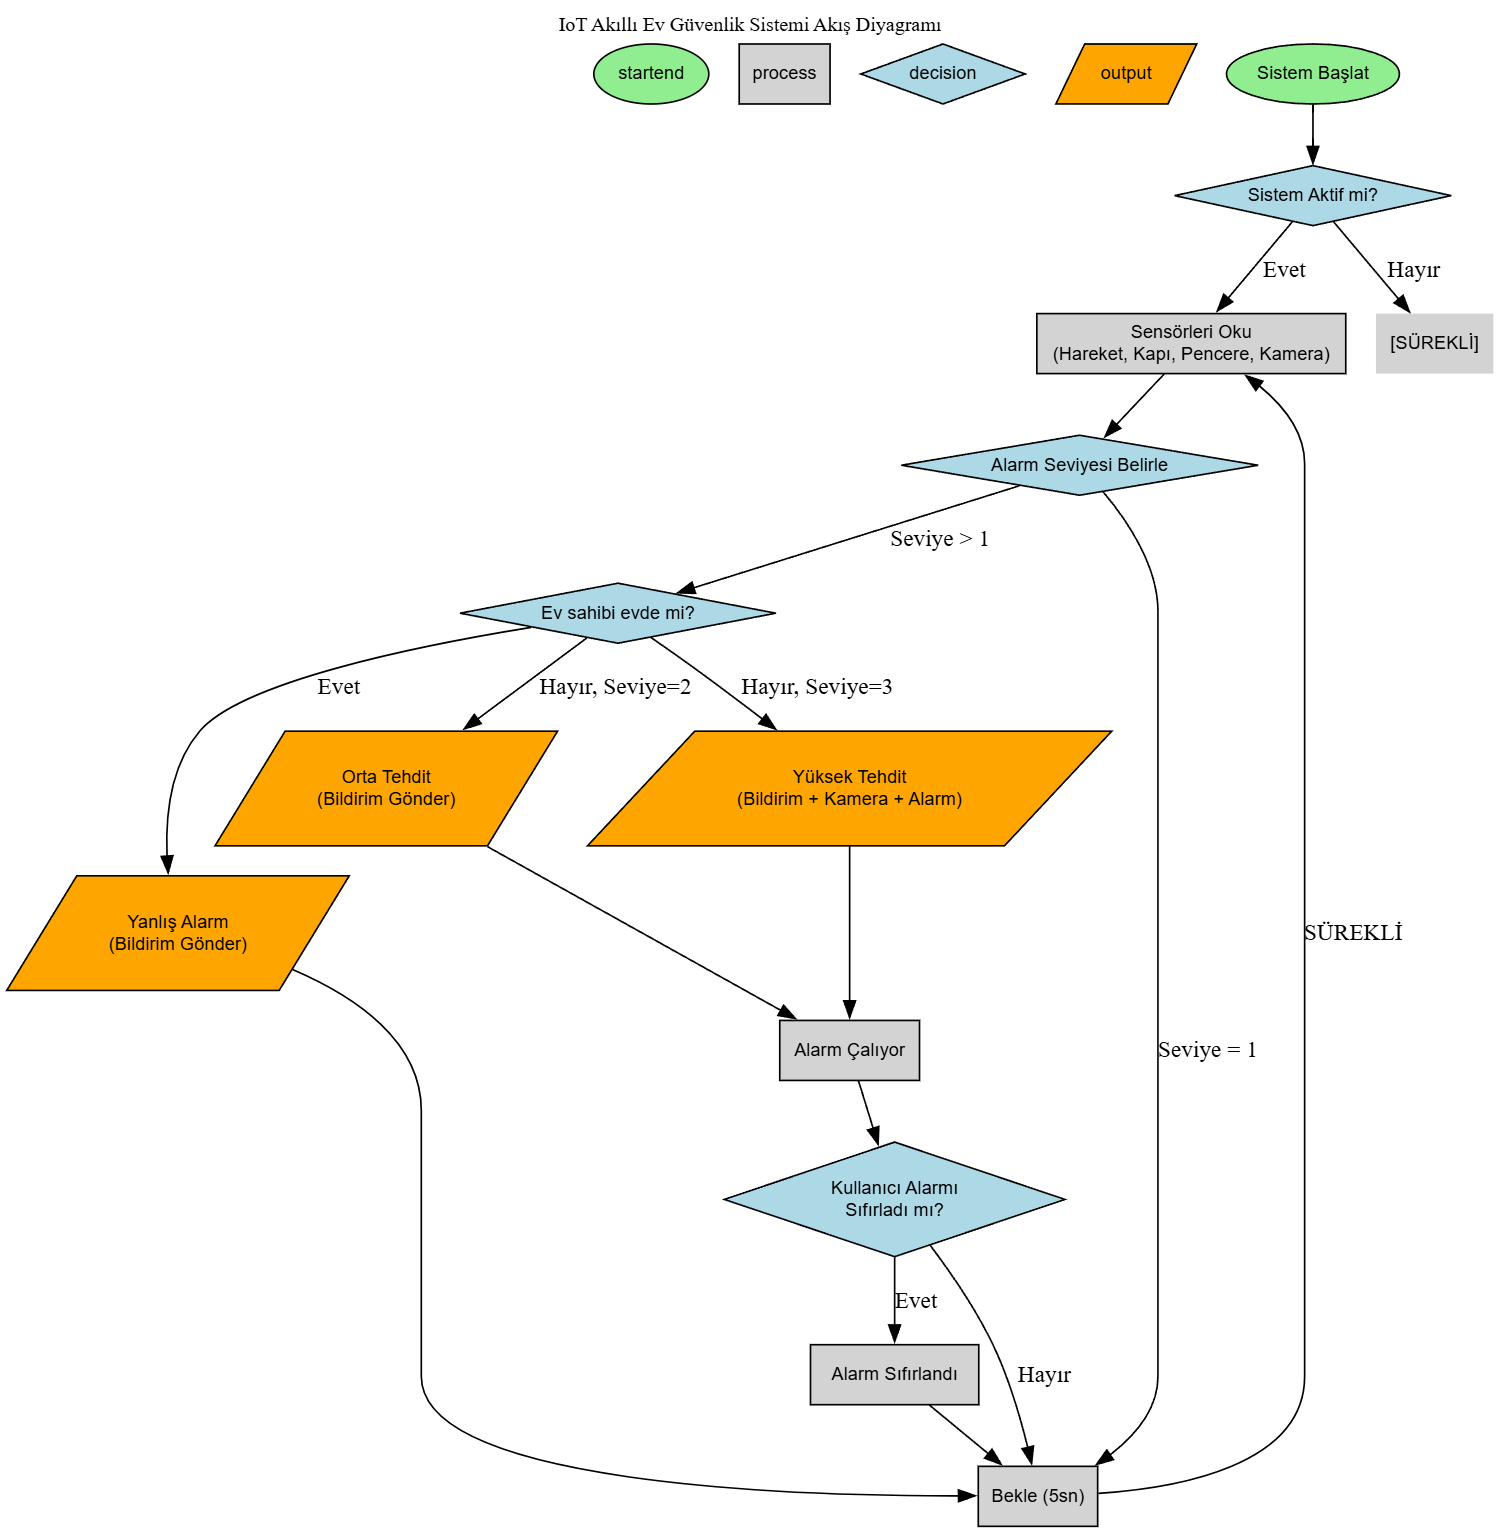 IoT Akıllı Ev Güvenlik Sistemi Akış Diyagramı
startend
process
decision
output
Sistem Başlat
Sistem Aktif mi?
Evet
Hayır
Sensörleri Oku
(Hareket, Kapı, Pencere, Kamera)
[SÜREKLİ]
Alarm Seviyesi Belirle
Seviye > 1
Ev sahibi evde mi?
Evet
Hayır, Seviye=2
Hayır, Seviye=3
Orta Tehdit
(Bildirim Gönder)
Yüksek Tehdit
(Bildirim + Kamera + Alarm)
Yanlış Alarm
(Bildirim Gönder)
SÜREKLİ
Alarm Çalıyor
Seviye = 1
Kullanıcı Alarmı
Sıfırladı mı?
Evet
Alarm Sıfırlandı
Hayır
Bekle (5sn)